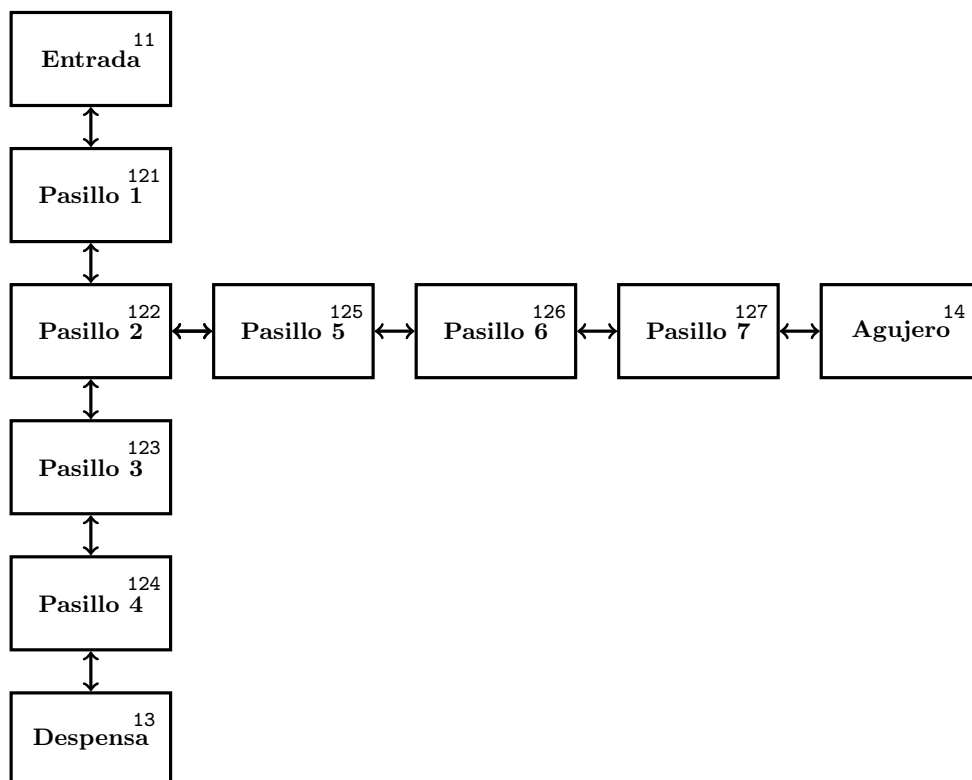 11
Entrada
121
Pasillo 1
122
Pasillo 2
125
Pasillo 5
126
Pasillo 6
127
Pasillo 7
14
Agujero
123
Pasillo 3
124
Pasillo 4
13
Despensa